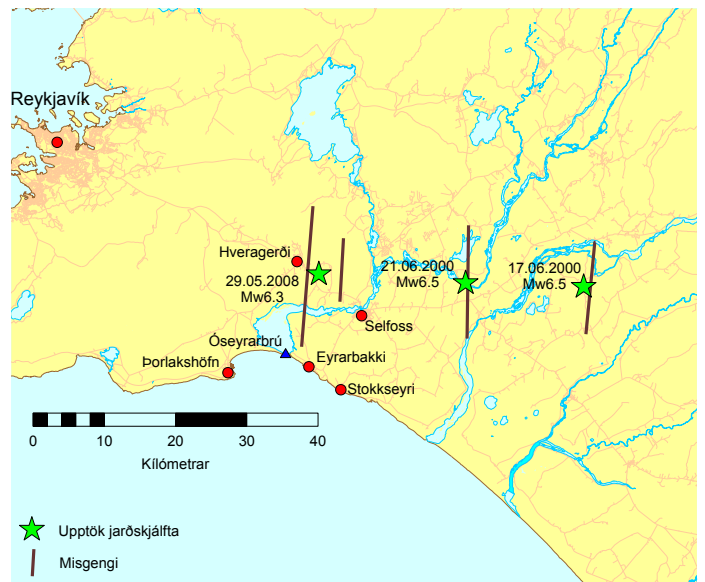 Reykjavík
Hveragerði
29.05.2008
Mw6.3
21.06.2000
Mw6.5
17.06.2000
Mw6.5
Selfoss
Óseyrarbrú
Þorlakshöfn
Eyrarbakki
Stokkseyri
0 5 10 20 30 40
Kílómetrar
Upptök jarðskjálfta
Misgengi